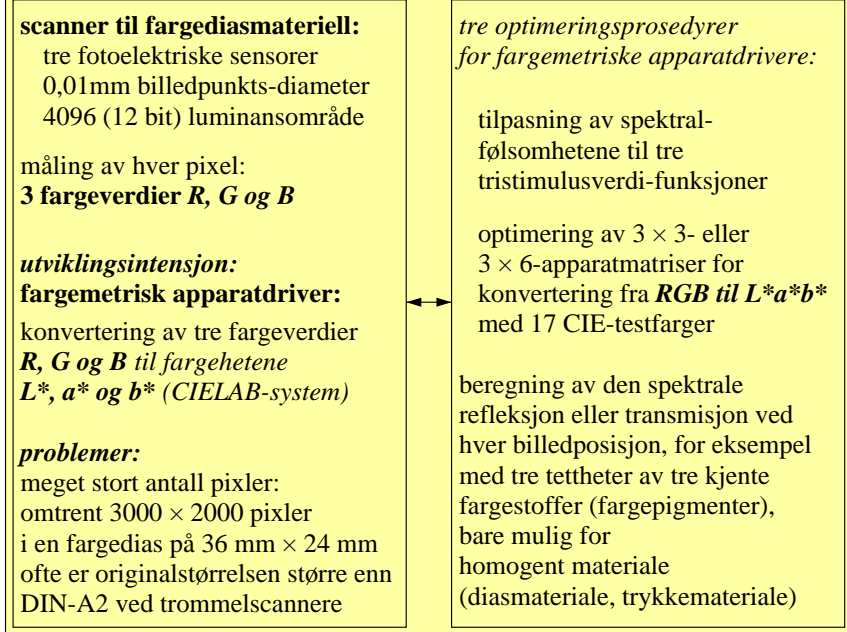 scanner til fargediasmateriell:
tre fotoelektriske sensorer
0,01mm billedpunkts-diameter
4096 (12 bit) luminansområde
måling av hver pixel:
3 fargeverdier R, G og B
utviklingsintensjon:
fargemetrisk apparatdriver:
konvertering av tre fargeverdier
R, G og B til fargehetene
L*, a* og b* (CIELAB-system)
problemer:
meget stort antall pixler:
omtrent 3000 × 2000 pixler
i en fargedias på 36 mm × 24 mm
ofte er originalstørrelsen større enn
DIN-A2 ved trommelscannere
tre optimeringsprosedyrer
for fargemetriske apparatdrivere:
tilpasning av spektral-
følsomhetene til tre
tristimulusverdi-funksjoner
optimering av 3 × 3- eller
3 × 6-apparatmatriser for
konvertering fra RGB til L*a*b*
med 17 CIE-testfarger
beregning av den spektrale
refleksjon eller transmisjon ved
hver billedposisjon, for eksempel
med tre tettheter av tre kjente
fargestoffer (fargepigmenter),
bare mulig for
homogent materiale
(diasmateriale, trykkemateriale)